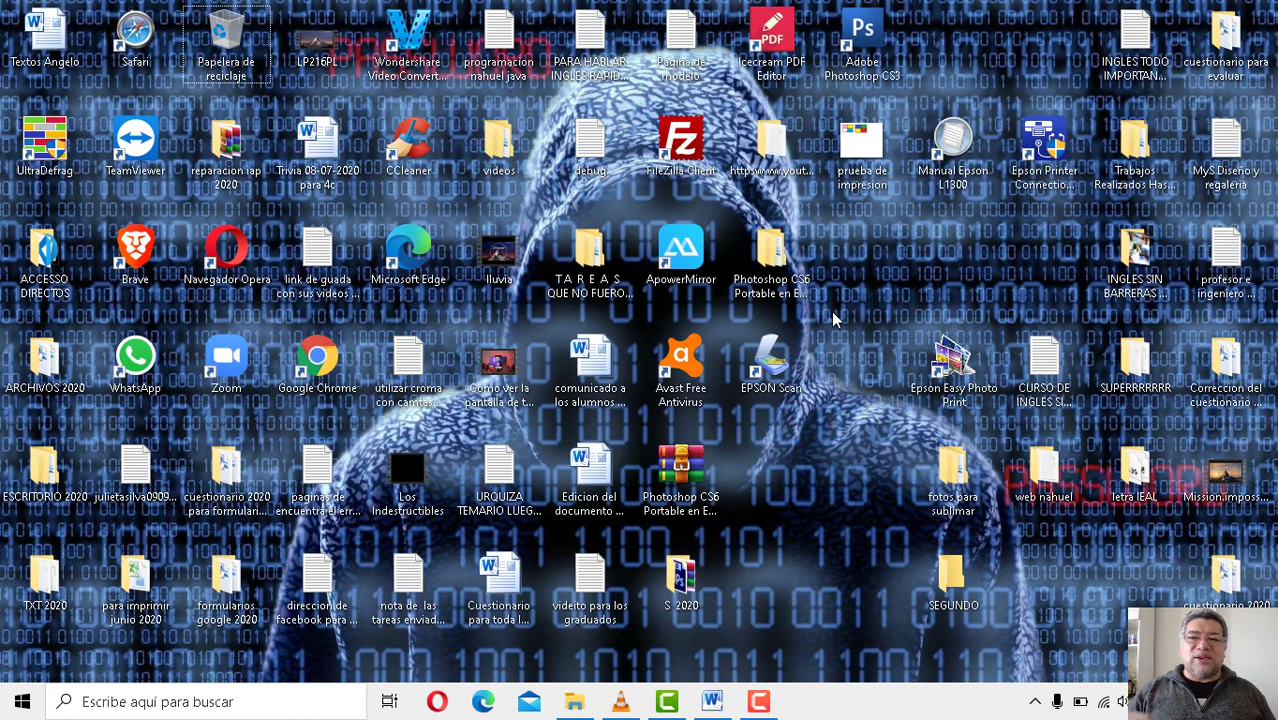 Textos Angelo
Safari
Papelera de
reciclaje
LP216PL
Wondershare
Video Convert...
programacion
nahuel java
PARA HABLAR
INGLES RAPID...
Pagina de
modelo
Icecream PDF
Editor
Adobe
Photoshop CS3
INGLES TODO
IMPORTAN...
cuestionario para
evaluar
UltraDefrag
TeamViewer
reparacion iap
2020
Trivia 08-07-2020
para 4c
CCleaner
videos
debug
FileZilla Client
httpswww.yout...
prueba de
impresion
Manual Epson
L1300
Epson Printer
Connectio...
Trabajos
Realizados Has...
MyS Diseño y
regaleria
ACCESSO
DIRECTOS
Brave
Navegador Opera
link de guada
con sus videos ...
Microsoft Edge
lluvia
T A R E A S
QUE NO FUERO...
ApowerMirror
Photoshop CS6
Portable en E...
INGLES SIN
BARRERAS ...
profesor e
ingeniero ...
ARCHIVOS 2020
WhatsApp
Zoom
Google Chrome
utilizar croma
con camtas...
Como ver la
pantalla de t...
comunicado a
los alumnos ...
Avast Free
Antivirus
EPSON Scan
Epson Easy Photo
Print
CURSO DE
INGLES SI...
SUPERRRRRRR
Correccion del
cuestionario ...
ESCRITORIO 2020
julietasilva0909...
cuestionario 2020
para formulari...
paginas de
encuentra el err...
Los
Indestructibles
URQUIZA
TEMARIO LUEG...
Edicion del
documento ...
Photoshop CS6
Portable en E...
fotos para
sublimar
web nahuel
letra IEAL
Mission.imposs...
TXT 2020
para imprimir
junio 2020
formularios
google 2020
direccion de
facebook para ...
nota de las
tareas enviad...
Cuestionario
para toda l...
videito para los
graduados
S 2020
SEGUNDO
cuestionario 2020
Escribe aquí para buscar